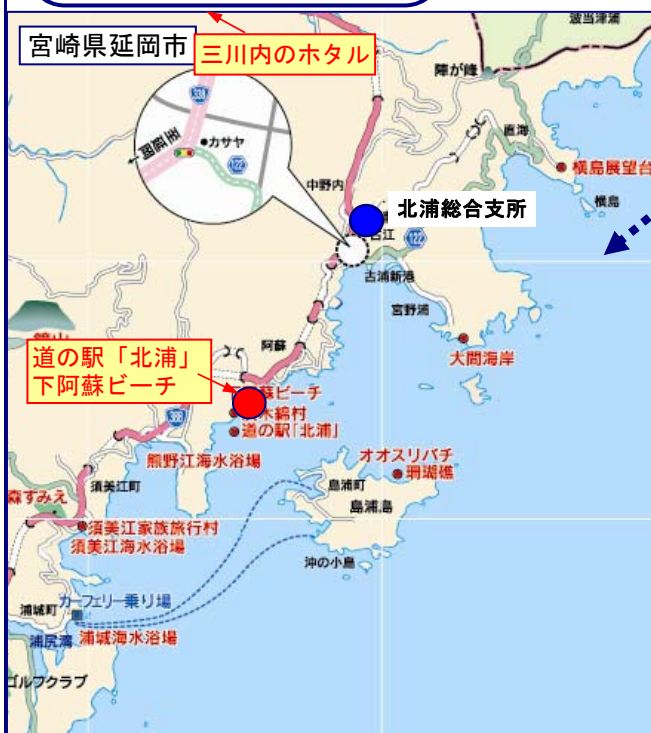 波当津浦
宮崎県延岡市
三川内のホタル
陣が峰
388
至延岡
カサヤ
122
直海
横島展望台
横島
中野内
北浦総合支所
古江
122
古浦新港
宮野浦
大間海岸
阿蘇
道の駅「北浦」
下阿蘇ビーチ
蘇ビーチ
木綿村
道の駅「北浦」
388
熊野江海水浴場
オオスリバチ
珊瑚礁
島浦町
島浦島
須美江町
森すみえ
須美江家族旅行村
須美江海水浴場
沖の小島
浦城町
カーフェリー乗り場
浦尻湾
浦城海水浴場
ゴルフクラブ